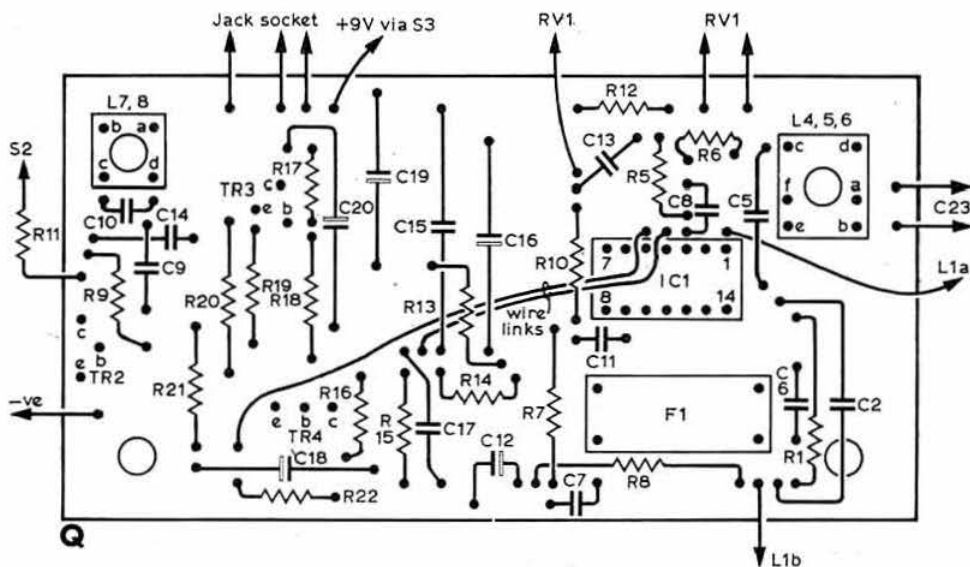 Jack socket
+9V via S3
RV1
RV1
L7, 8
b a
c d
S2
R11
C10
C14
C9
R9
c
b
e
TR2
-ve
R17
TR3
c
e
b
C20
C19
R20
R19
R18
R21
C15
C16
R13
wire
links
R12
C13
R5
R6
C8
C5
R10
7 1
IC1
8 14
L4, 5, 6
c d
f a
e b
C23
L1a
C11
R14
R16
e b c
TR4
R
15
C17
C18
R22
C12
R7
C7
F1
R8
C
6
R1
C2
L1b
Q